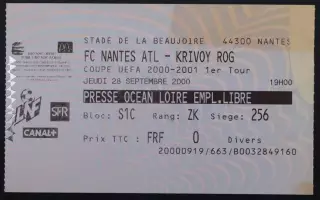 STADE DE LA BEAUJOIRE 44300 NANTES
FC NANTES ATL - KRIVOY ROG
COUPE UEFA 2000-2001 1er Tour
JEUDI 28 SEPTEMBRE 2000 19H00
PRESSE OCEAN LOIRE EMPL.LIBRE
Bloc: S1C Rang: ZK Siege: 256
SFR
CANAL+
Prix TTC: FRF 0 Divers
20000919/663/80032849160